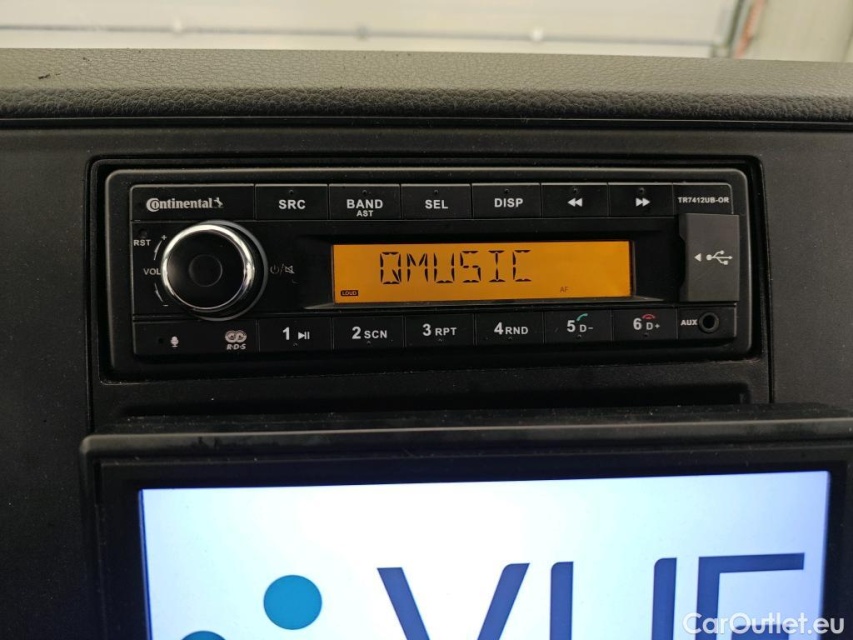 Continental
SRC
BAND
AST
SEL
DISP
TR7412UB-OR
RST
VOL
QMUSIC
LOUD
AF
R·D·S
1
2 SCN
3 RPT
4 RND
5 D-
6 D+
AUX
CarOutlet.eu